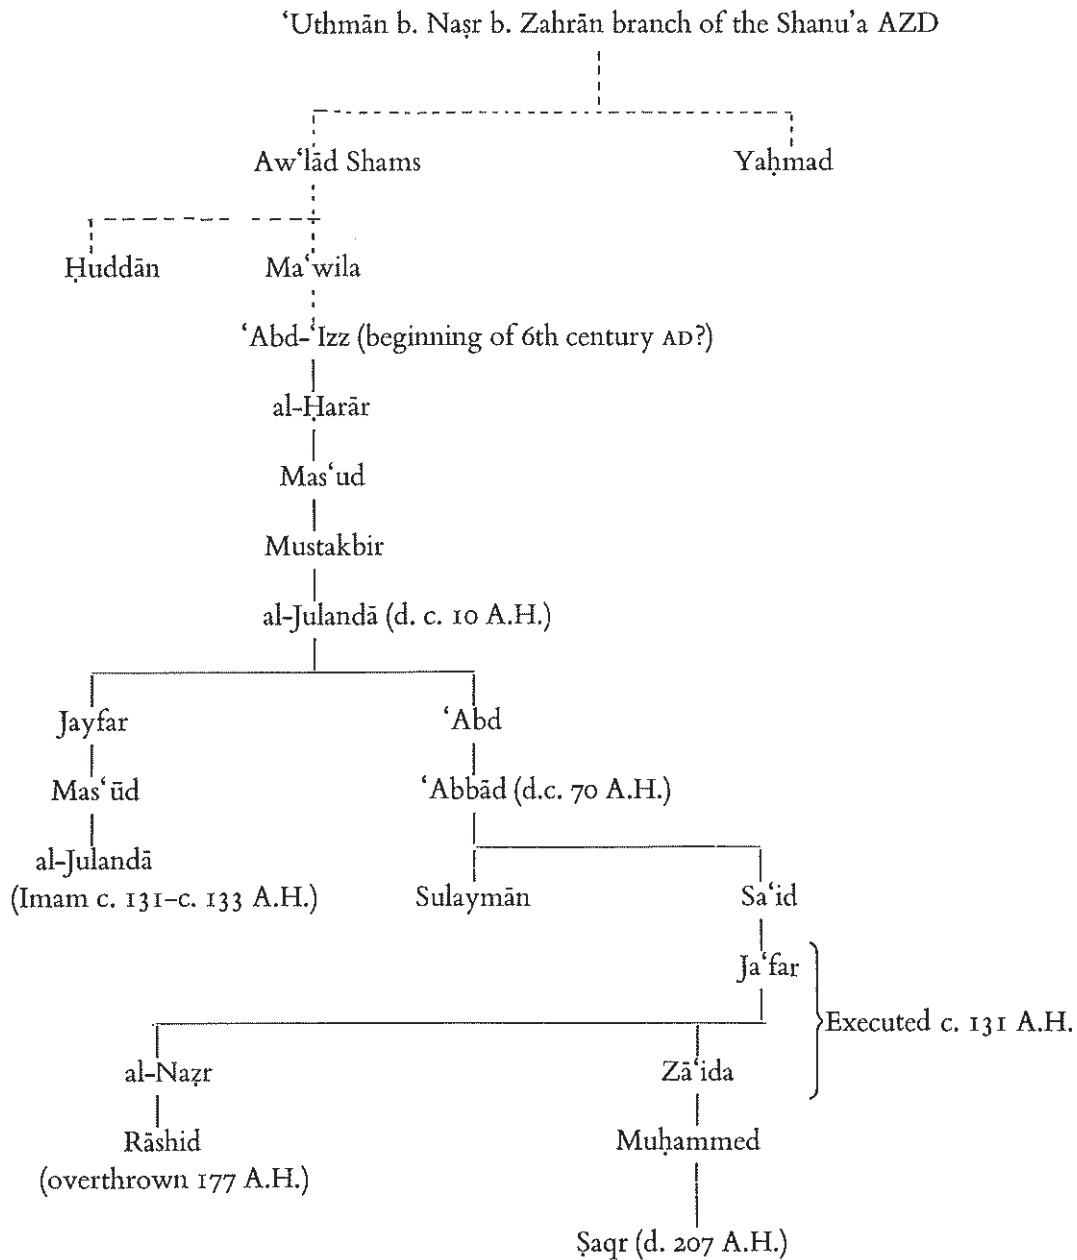 ‘Uthmān b. Naṣr b. Zahrān branch of the Shanu’a AZD
Aw‘lād Shams
Yaḥmad
Ḥuddān
Ma‘wila
‘Abd-‘Izz (beginning of 6th century AD?)
al-Ḥarār
Mas‘ud
Mustakbir
al-Julandā (d. c. 10 A.H.)
Jayfar
‘Abd
Mas‘ūd
‘Abbād (d.c. 70 A.H.)
al-Julandā
(Imam c. 131–c. 133 A.H.)
Sulaymān
Sa‘id
Ja‘far
Executed c. 131 A.H.
al-Naẓr
Zā‘ida
Rāshid
(overthrown 177 A.H.)
Muḥammed
Ṣaqr (d. 207 A.H.)